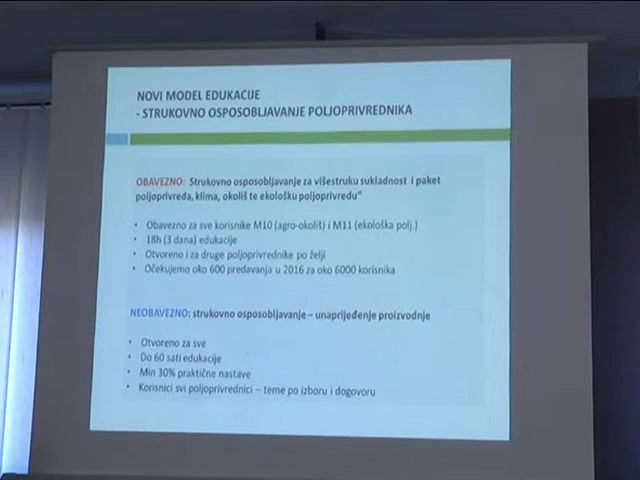 NOVI MODEL EDUKACIJE
- STRUKOVNO OSPOSOBLJAVANJE POLJOPRIVREDNIKA
OBAVEZNO: Strukovno osposobljavanje za višestruku sukladnost i paket
poljoprivreda, klima, okoliš te ekološku poljoprivredu"
• Obavezno za sve korisnike M10 (agro-okoliš) i M11 (ekološka polj.)
• 18h (3 dana) edukacije
• Otvoreno i za druge poljoprivrednike po želji
• Očekujemo oko 600 predavanja u 2016 za oko 6000 korisnika
NEOBAVEZNO: strukovno osposobljavanje – unaprijeđenje proizvodnje
• Otvoreno za sve
• Do 60 sati edukacije
• Min 30% praktične nastave
• Korisnici svi poljoprivrednici – teme po izboru i dogovoru